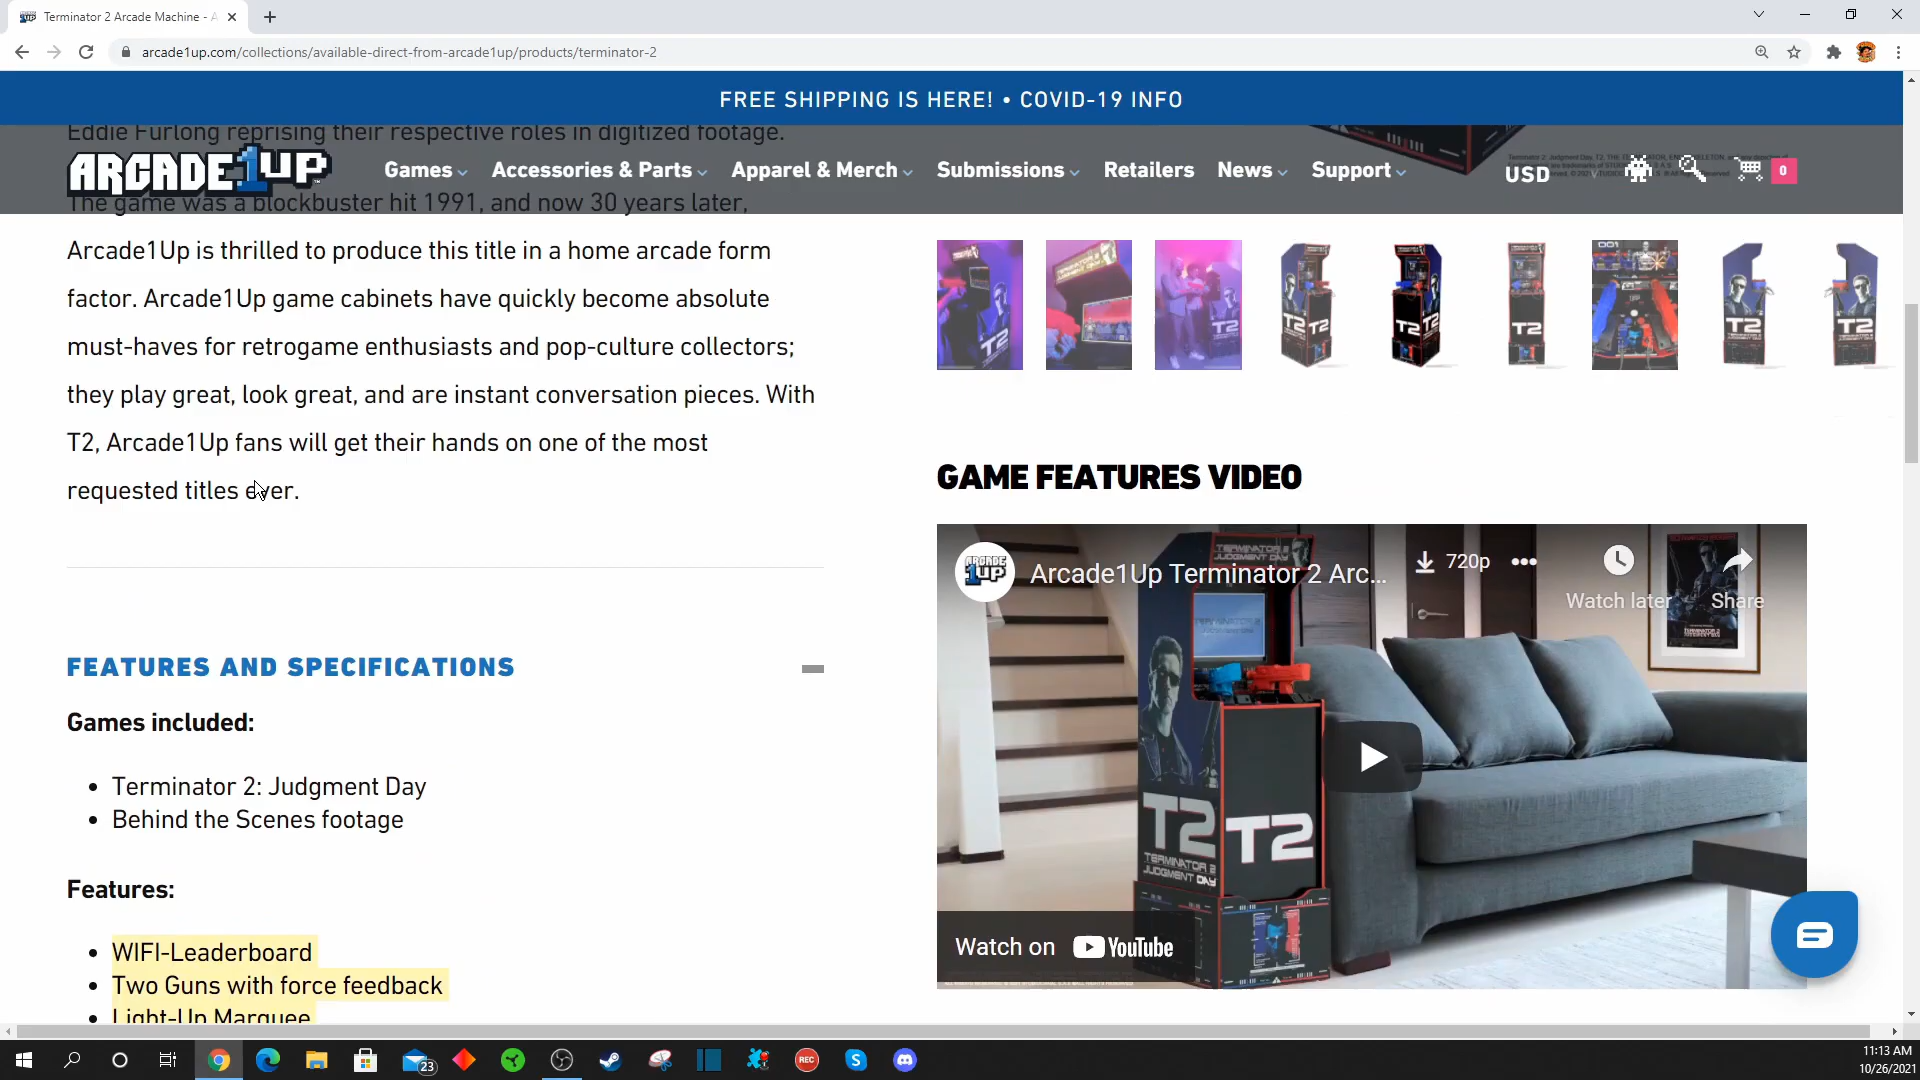 Terminator 2 Arcade Machine - A
arcade1up.com/collections/available-direct-from-arcade1up/products/terminator-2
FREE SHIPPING IS HERE! • COVID-19 INFO
Eddie Furlong reprising their respective roles in digitized footage.
ARCADE1UP
Games
Accessories & Parts
Apparel & Merch
Submissions
Retailers
News
Support
USD
0
The game was a blockbuster hit 1991, and now 30 years later,
Arcade1Up is thrilled to produce this title in a home arcade form
factor. Arcade1Up game cabinets have quickly become absolute
must-haves for retrogame enthusiasts and pop-culture collectors;
they play great, look great, and are instant conversation pieces. With
T2, Arcade1Up fans will get their hands on one of the most
requested titles ever.
GAME FEATURES VIDEO
ARCADE 1UP
Arcade1Up Terminator 2 Arc...
720p
Watch later
Share
T2
TERMINATOR 2
JUDGMENT DAY
T2
Watch on YouTube
FEATURES AND SPECIFICATIONS
Games included:
• Terminator 2: Judgment Day
• Behind the Scenes footage
Features:
• WIFI-Leaderboard
• Two Guns with force feedback
• Light-Up Marquee
23
REC
11:13 AM
10/26/2021